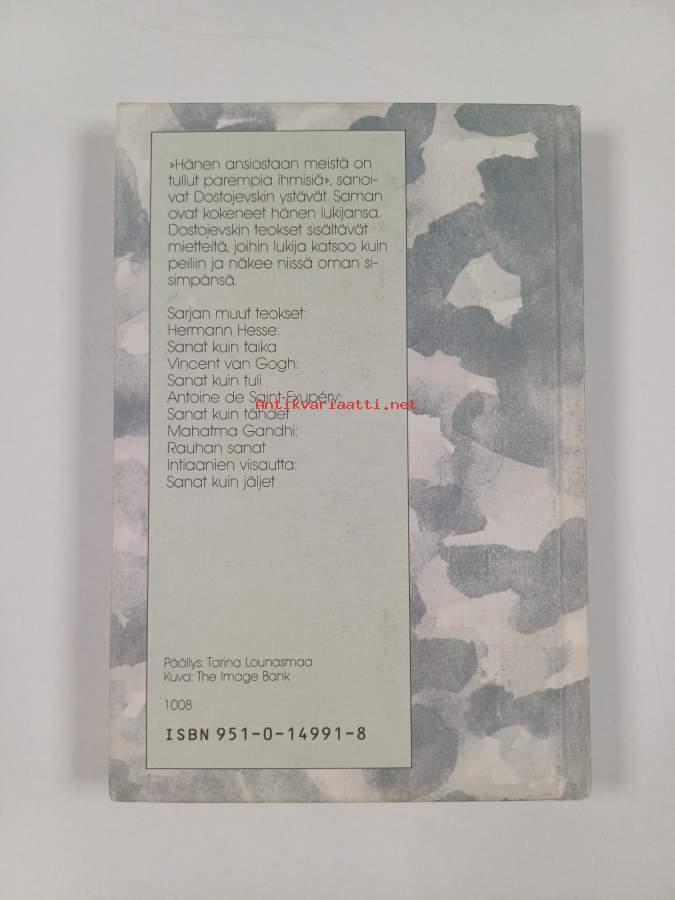 »Hänen ansiostaan meistä on
tullut parempia ihmisiä», sanoi-
vat Dostojevskin ystävät. Saman
ovat kokeneet hänen lukijansa.
Dostojevskin teokset sisältävät
mietteitä, joihin lukija katsoo kuin
peiliin ja näkee niissä oman si-
simpänsä.
Sarjan muut teokset:
Hermann Hesse:
Sanat kuin taika
Vincent van Gogh:
Sanat kuin tuli
Antoine de Saint-Exupéry:
Antikvariaatti.net
Sanat kuin tähdet
Mahatma Gandhi:
Rauhan sanat
Intiaanien viisautta:
Sanat kuin jäljet
Päällys: Tarina Lounasmaa
Kuva: The Image Bank
1008
ISBN 951-0-14991-8